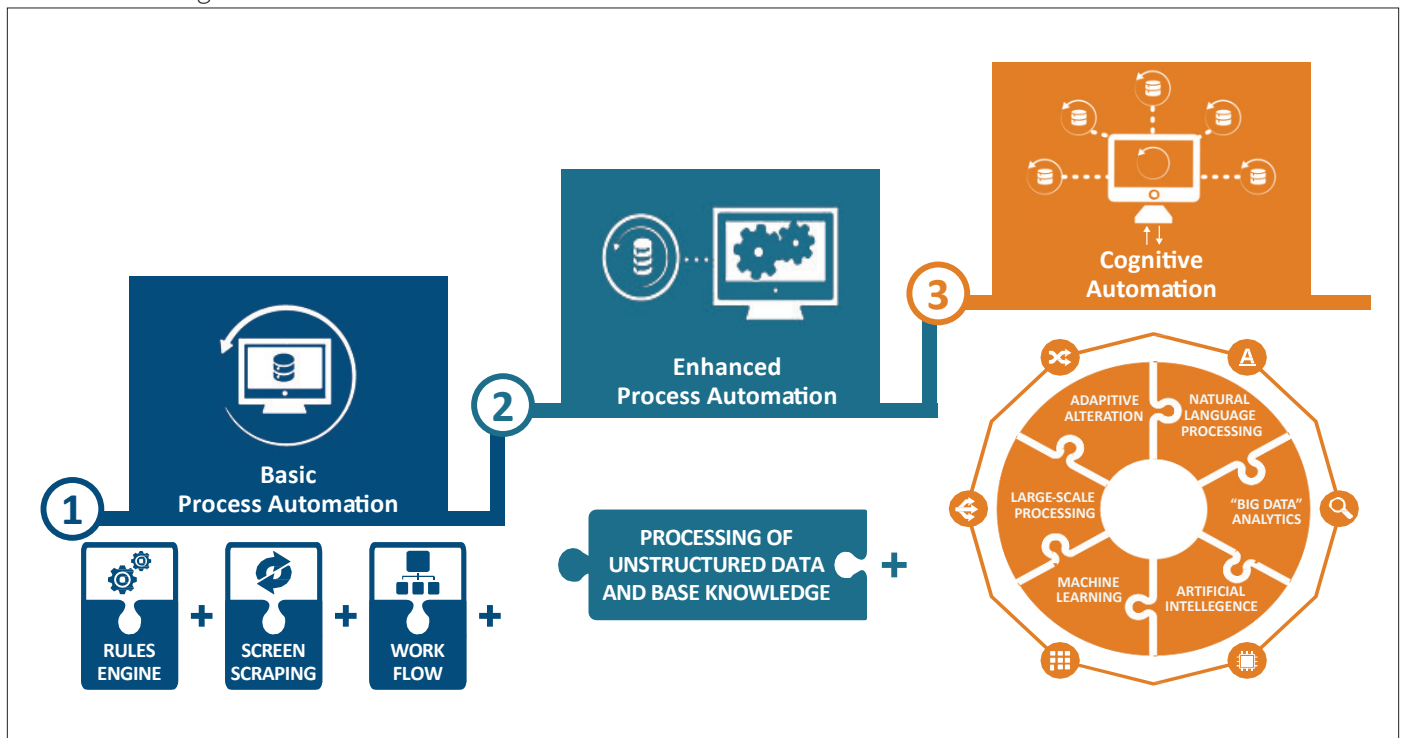 1
Basic
Process Automation
RULES
ENGINE
+
SCREEN
SCRAPING
+
WORK
FLOW
+
2
Enhanced
Process Automation
PROCESSING OF
UNSTRUCTURED DATA
AND BASE KNOWLEDGE
+
3
Cognitive
Automation
ADAPITIVE
ALTERATION
NATURAL
LANGUAGE
PROCESSING
LARGE-SCALE
PROCESSING
“BIG DATA”
ANALYTICS
MACHINE
LEARNING
ARTIFICIAL
INTELLEGENCE
A